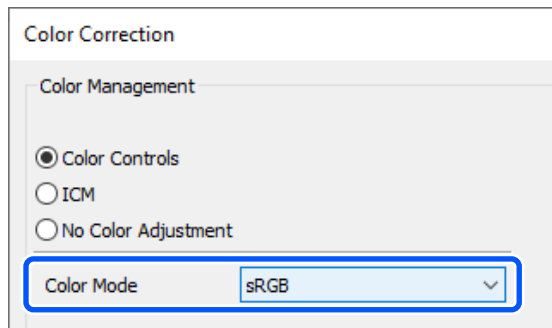 Color Correction
Color Management
Color Controls
ICM
No Color Adjustment
Color Mode sRGB